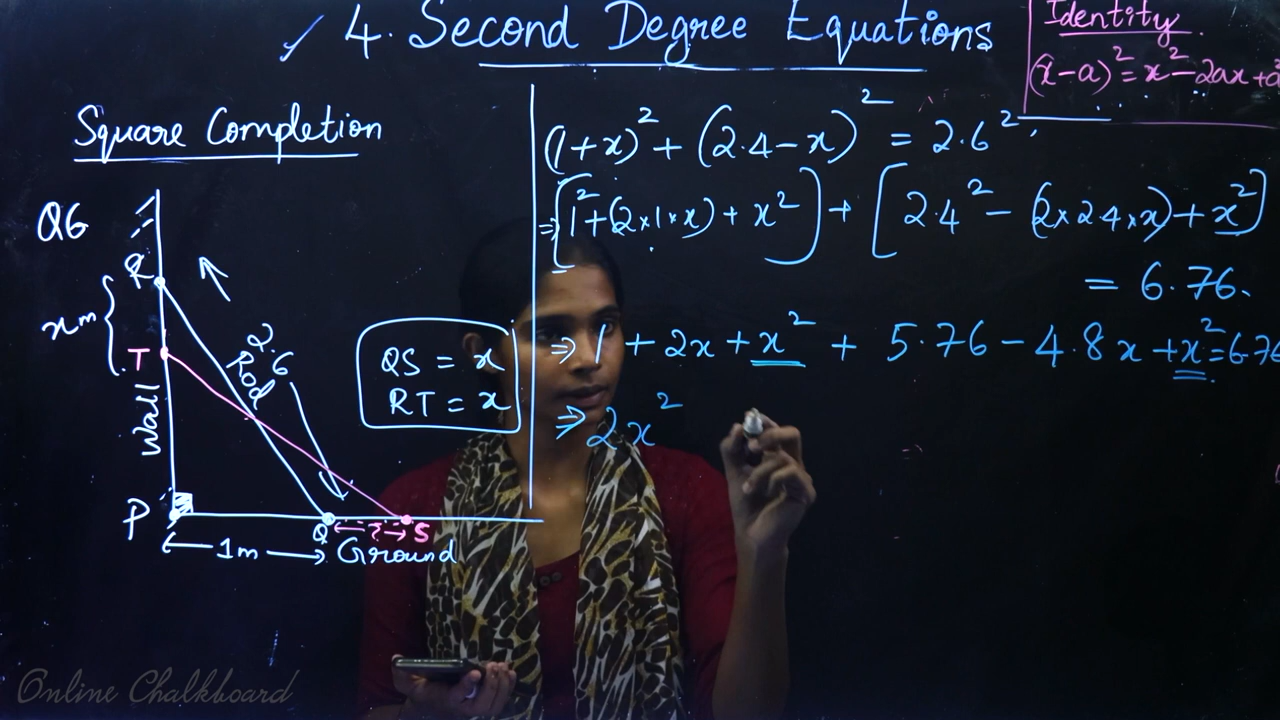 ✓ 4. Second Degree Equations
Identity
(x-a)² = x² - 2ax + a²
Square Completion
(1+x)² + (2.4-x)² = 2.6²
⇒ [1² + (2×1×x) + x²] + [2.4² - (2×2.4×x) + x²]
= 6.76.
⇒ 1 + 2x + x² + 5.76 - 4.8x + x² = 6.76
⇒ 2x²
Q6
R
xm
T
Wall
2.6
Rod
QS = x
RT = x
P
Q
?
S
1m
Ground
Online Chalkboard